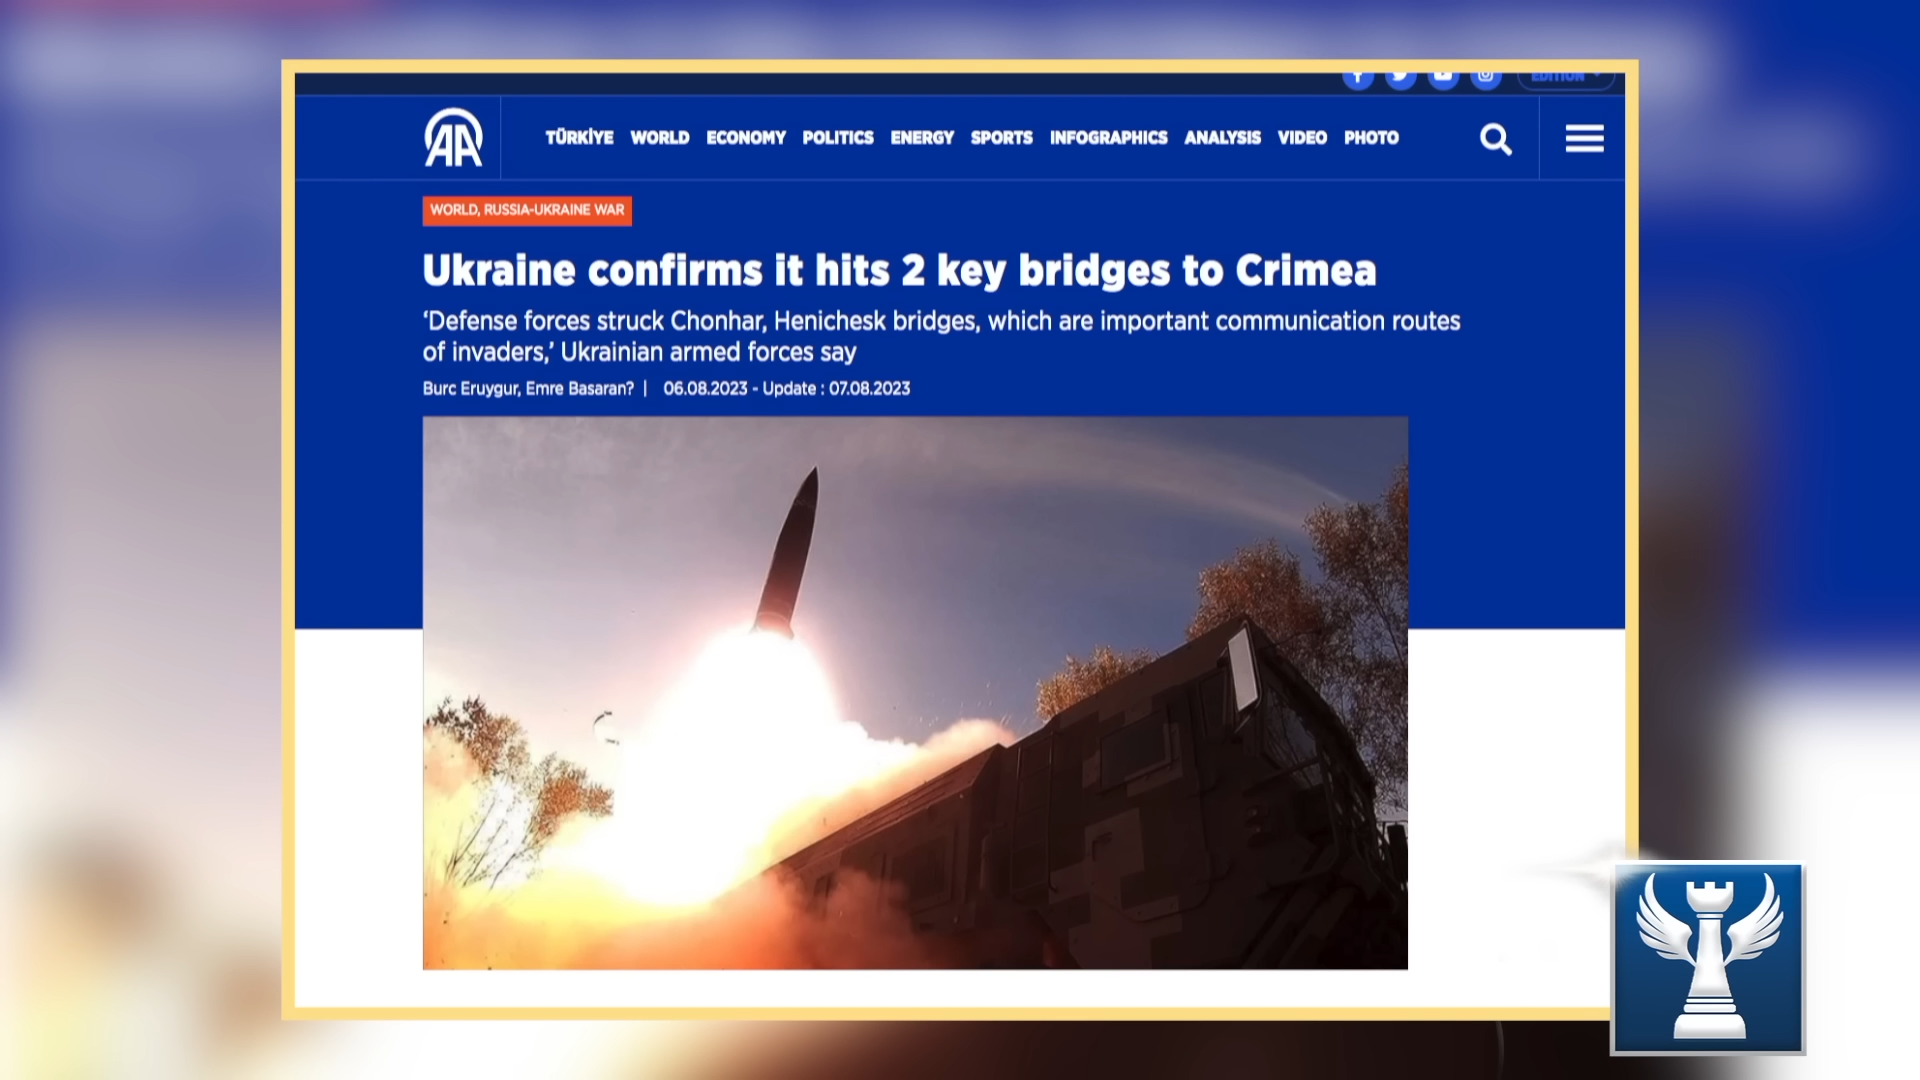 EDITION
AA
TÜRKİYE WORLD ECONOMY POLITICS ENERGY SPORTS INFOGRAPHICS ANALYSIS VIDEO PHOTO
WORLD, RUSSIA-UKRAINE WAR
Ukraine confirms it hits 2 key bridges to Crimea
‘Defense forces struck Chonhar, Henichesk bridges, which are important communication routes
of invaders,’ Ukrainian armed forces say
Burc Eruygur, Emre Basaran? | 06.08.2023 - Update : 07.08.2023